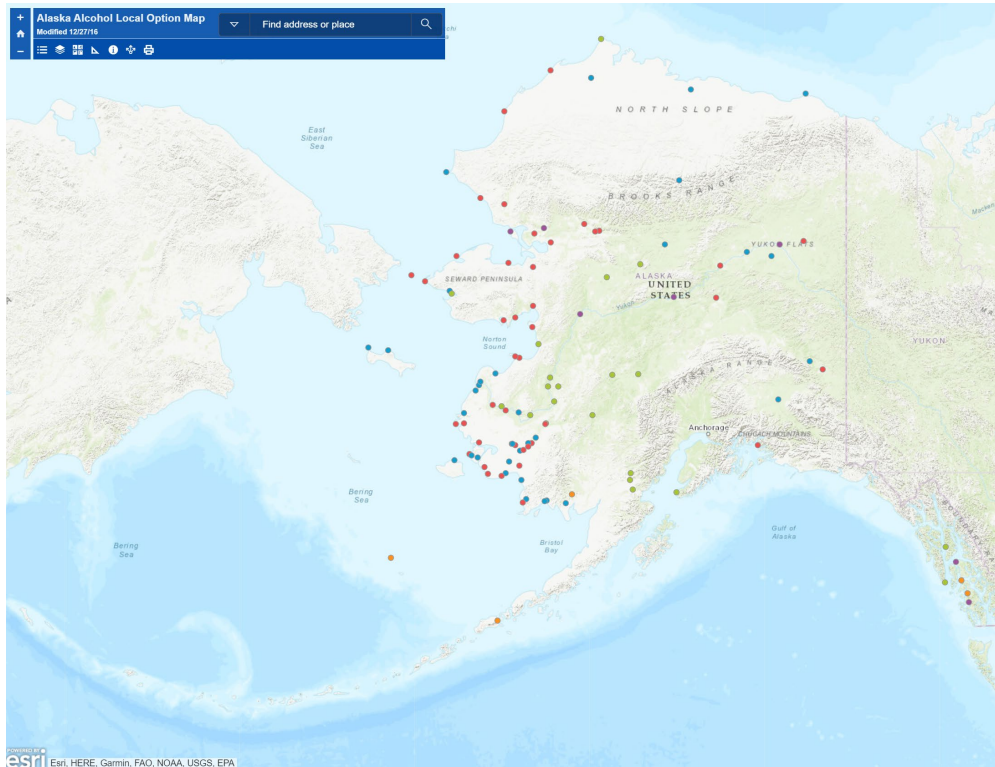 Alaska Alcohol Local Option Map
Modified 12/27/16
Find address or place
East
Siberian
Sea
NORTH SLOPE
BROOKS RANGE
YUKON FLATS
SEWARD PENINSULA
ALASKA
UNITED
STATES
Yukon
YUKON
Norton
Sound
ALASKA RANGE
Anchorage
CHUGACH MOUNTAINS
Bering
Sea
Gulf of
Alaska
Bristol
Bay
Bering
Sea
POWERED BY
esri
Esri, HERE, Garmin, FAO, NOAA, USGS, EPA